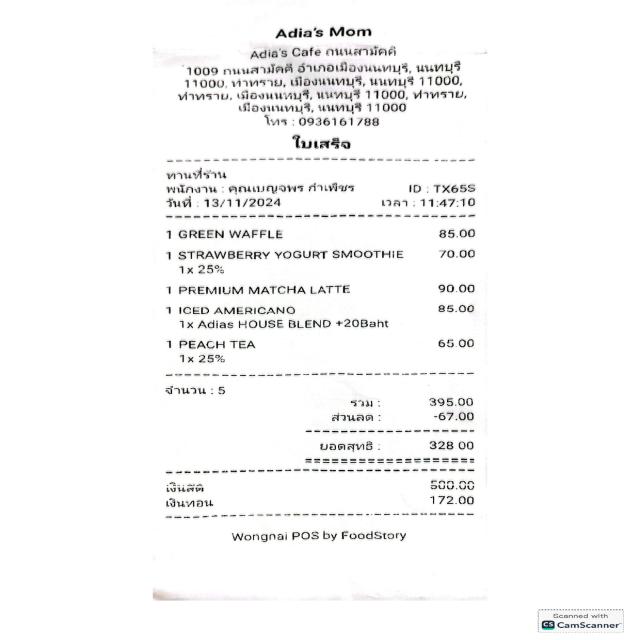 Adia's Mom
Adia's Cafe ถนนสามัคคี
1009 ถนนสามัคคี อำเภอเมืองนนทบุรี, นนทบุรี
11000, ท่าทราย, เมืองนนทบุรี, นนทบุรี 11000,
ท่าทราย, เมืองนนทบุรี, นนทบุรี 11000, ท่าทราย,
เมืองนนทบุรี, นนทบุรี 11000
โทร : 0936161788
ใบเสร็จ
ทานที่ร้าน
พนักงาน : คุณเบญจพร กำเพ็ชร ID : TX65S
วันที่ : 13/11/2024 เวลา : 11:47:10
1 GREEN WAFFLE 85.00
1 STRAWBERRY YOGURT SMOOTHIE 70.00
1x 25%
1 PREMIUM MATCHA LATTE 90.00
1 ICED AMERICANO 85.00
1x Adias HOUSE BLEND +20Baht
1 PEACH TEA 65.00
1x 25%
จำนวน : 5
รวม : 395.00
ส่วนลด : -67.00
ยอดสุทธิ : 328.00
เงินสด 500.00
เงินทอน 172.00
Wongnai POS by FoodStory
Scanned with
CS CamScanner